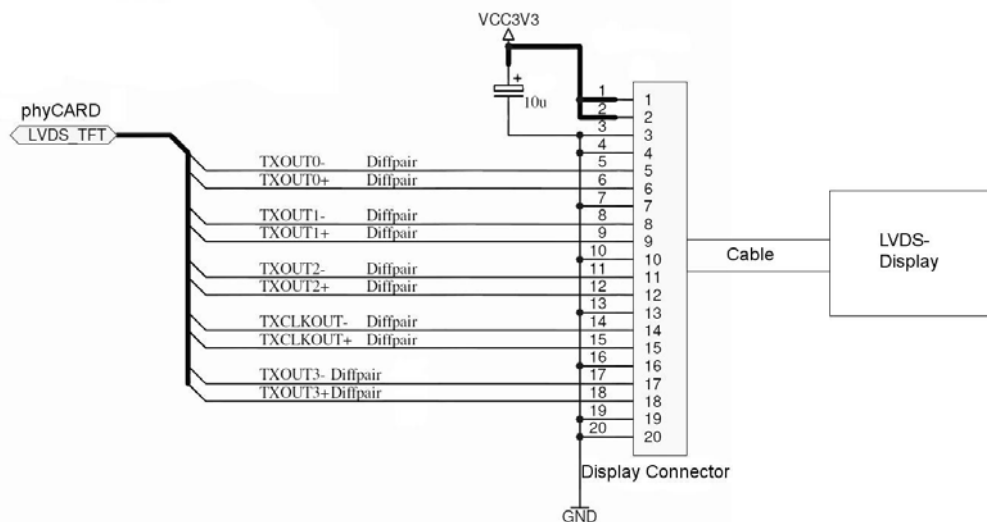 VCC3V3
+
10u
phyCARD
LVDS_TFT
1 1
2 2
3 3
4 4
TXOUT0- Diffpair 5 5
TXOUT0+ Diffpair 6 6
7 7
TXOUT1- Diffpair 8 8
TXOUT1+ Diffpair 9 9
10 10
TXOUT2- Diffpair 11 11
TXOUT2+ Diffpair 12 12
13 13
TXCLKOUT- Diffpair 14 14
TXCLKOUT+ Diffpair 15 15
16 16
TXOUT3- Diffpair 17 17
TXOUT3+ Diffpair 18 18
19 19
20 20
Cable
LVDS-
Display
Display Connector
GND